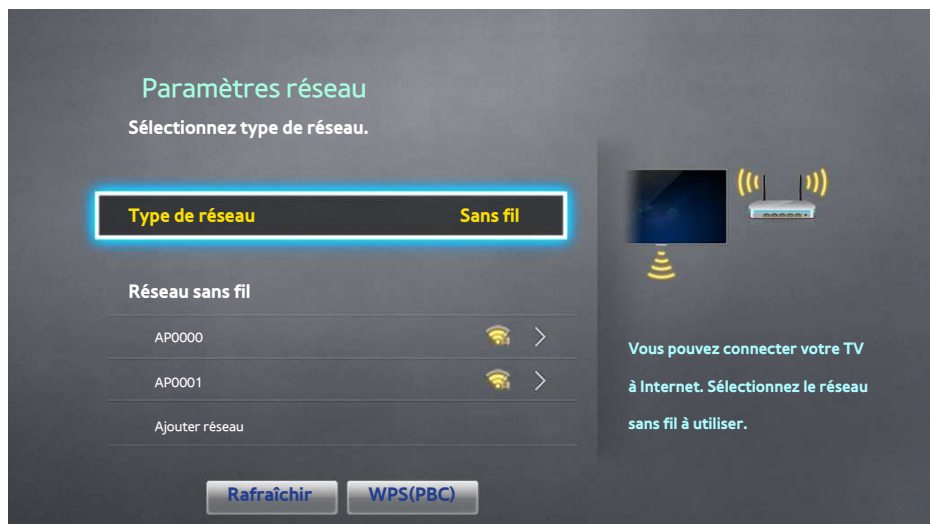 Paramètres réseau
Sélectionnez type de réseau.
Type de réseau Sans fil
Réseau sans fil
AP0000
AP0001
Ajouter réseau
Rafraîchir WPS(PBC)
Vous pouvez connecter votre TV
à Internet. Sélectionnez le réseau
sans fil à utiliser.